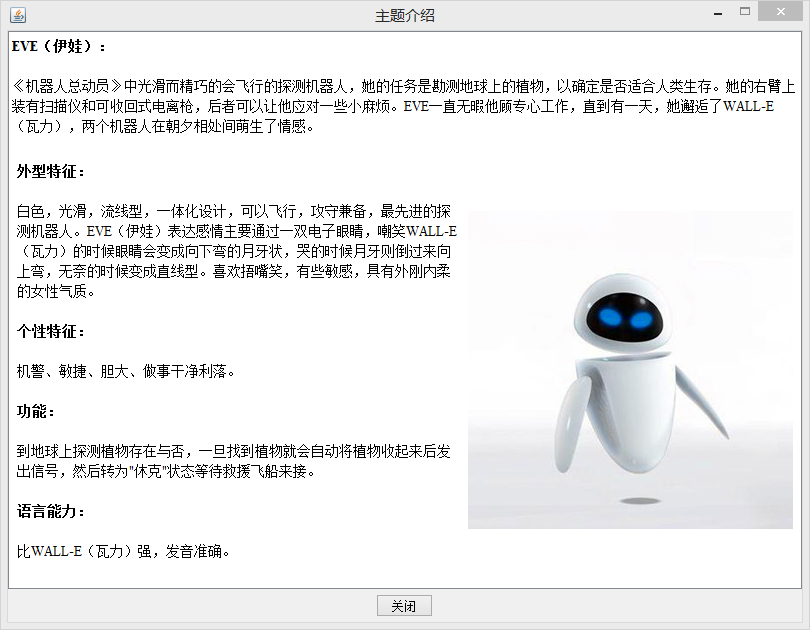 主题介绍
EVE（伊娃）：
《机器人总动员》中光滑而精巧的会飞行的探测机器人，她的任务是勘测地球上的植物，以确定是否适合人类生存。她的右臂上
装有扫描仪和可收回式电离枪，后者可以让他应对一些小麻烦。EVE一直无暇他顾专心工作，直到有一天，她邂逅了WALL-E
（瓦力），两个机器人在朝夕相处间萌生了情感。
外型特征：
白色，光滑，流线型，一体化设计，可以飞行，攻守兼备，最先进的探
测机器人。EVE（伊娃）表达感情主要通过一双电子眼睛，嘲笑WALL-E
（瓦力）的时候眼睛会变成向下弯的月牙状，哭的时候月牙则倒过来向
上弯，无奈的时候变成直线型。喜欢捂嘴笑，有些敏感，具有外刚内柔
的女性气质。
个性特征：
机警、敏捷、胆大、做事干净利落。
功能：
到地球上探测植物存在与否，一旦找到植物就会自动将植物收起来后发
出信号，然后转为"休克"状态等待救援飞船来接。
语言能力：
比WALL-E（瓦力）强，发音准确。
关闭